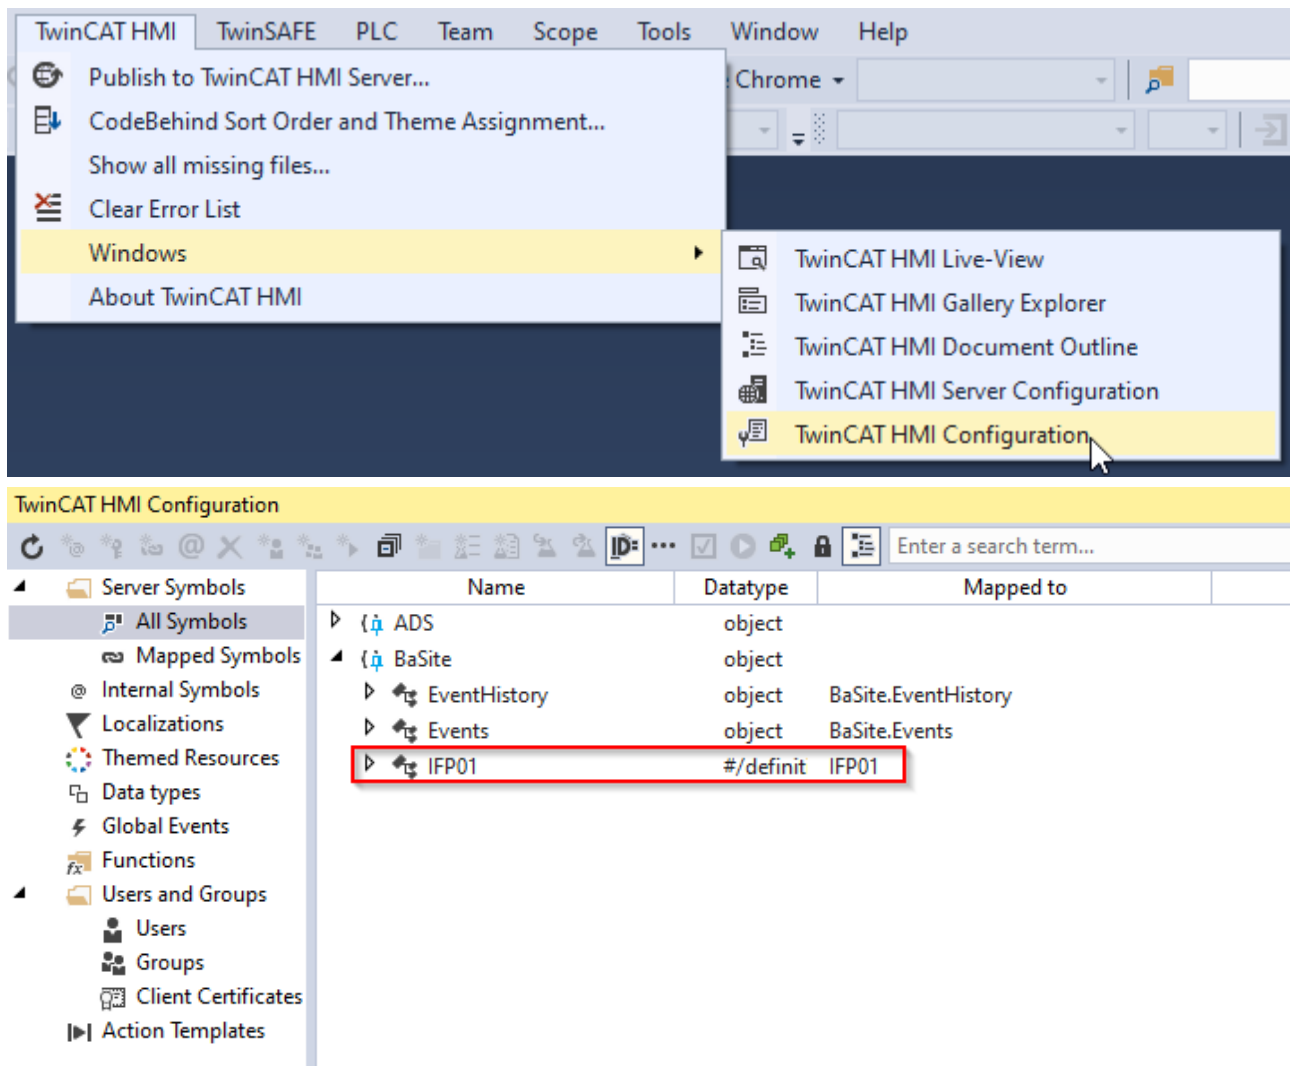 TwinCAT HMI TwinSAFE PLC Team Scope Tools Window Help
Publish to TwinCAT HMI Server...
Chrome
CodeBehind Sort Order and Theme Assignment...
Show all missing files...
Clear Error List
Windows
About TwinCAT HMI
TwinCAT HMI Live-View
TwinCAT HMI Gallery Explorer
TwinCAT HMI Document Outline
TwinCAT HMI Server Configuration
TwinCAT HMI Configuration
TwinCAT HMI Configuration
ID= Enter a search term...
Server Symbols
All Symbols
Mapped Symbols
Internal Symbols
Localizations
Themed Resources
Data types
Global Events
Functions
Users and Groups
Users
Groups
Client Certificates
Action Templates
Name Datatype Mapped to
ADS object
BaSite object
EventHistory object BaSite.EventHistory
Events object BaSite.Events
IFP01 #/definit IFP01